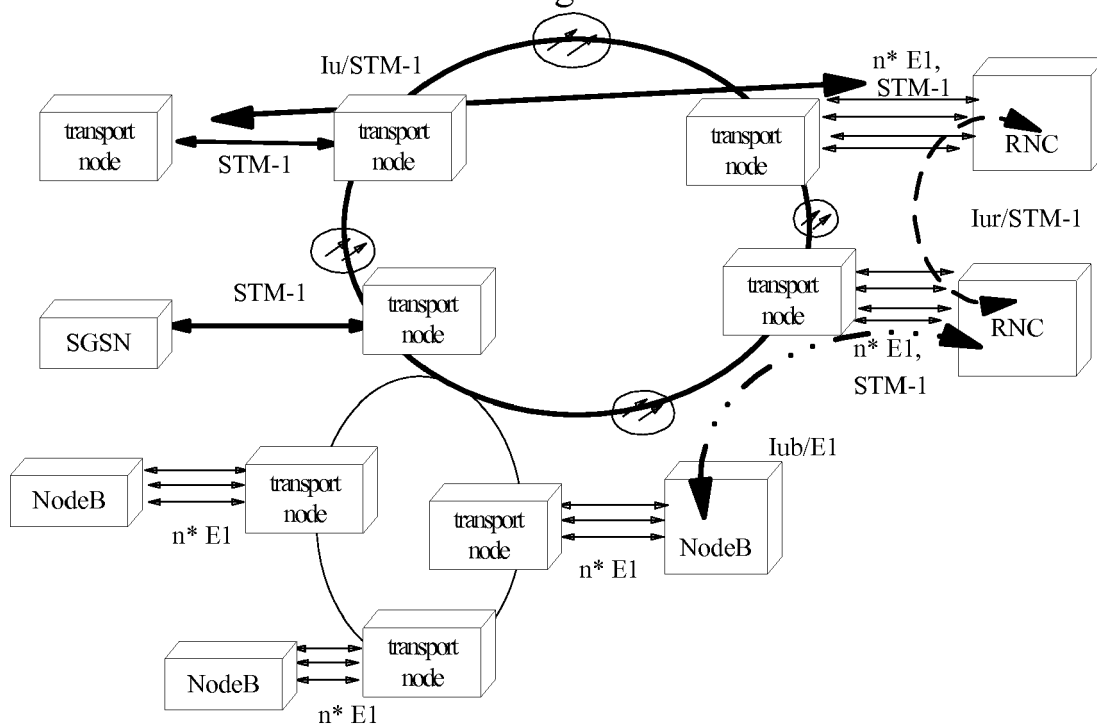 Iu/STM-1
n* E1,
STM-1
transport
node
transport
node
transport
node
RNC
STM-1
Iur/STM-1
STM-1
transport
node
transport
node
SGSN
RNC
n* E1,
STM-1
Iub/E1
NodeB
transport
node
transport
node
NodeB
n* E1
n* E1
transport
node
NodeB
n* E1